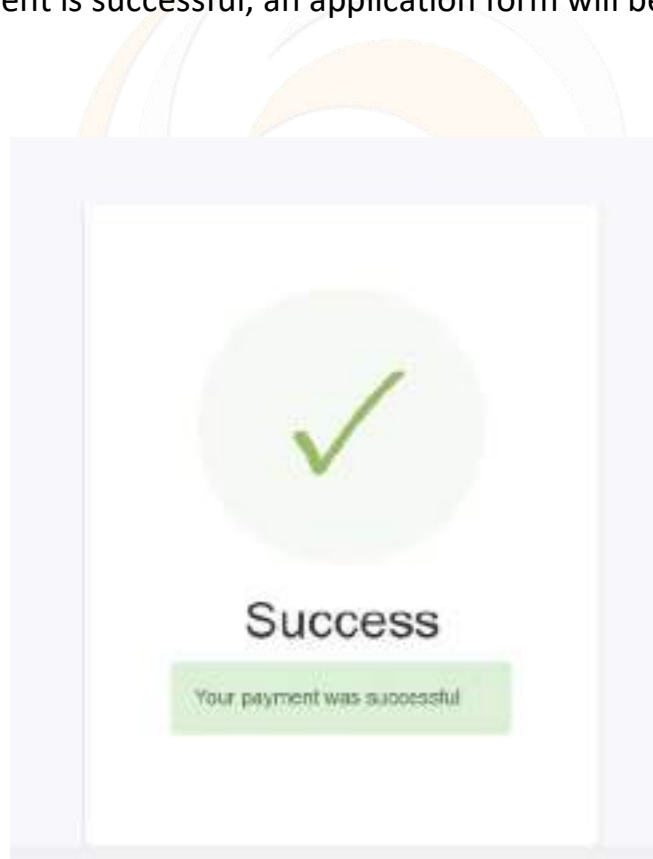 ent is successful, an application form will be
Success
Your payment was successful